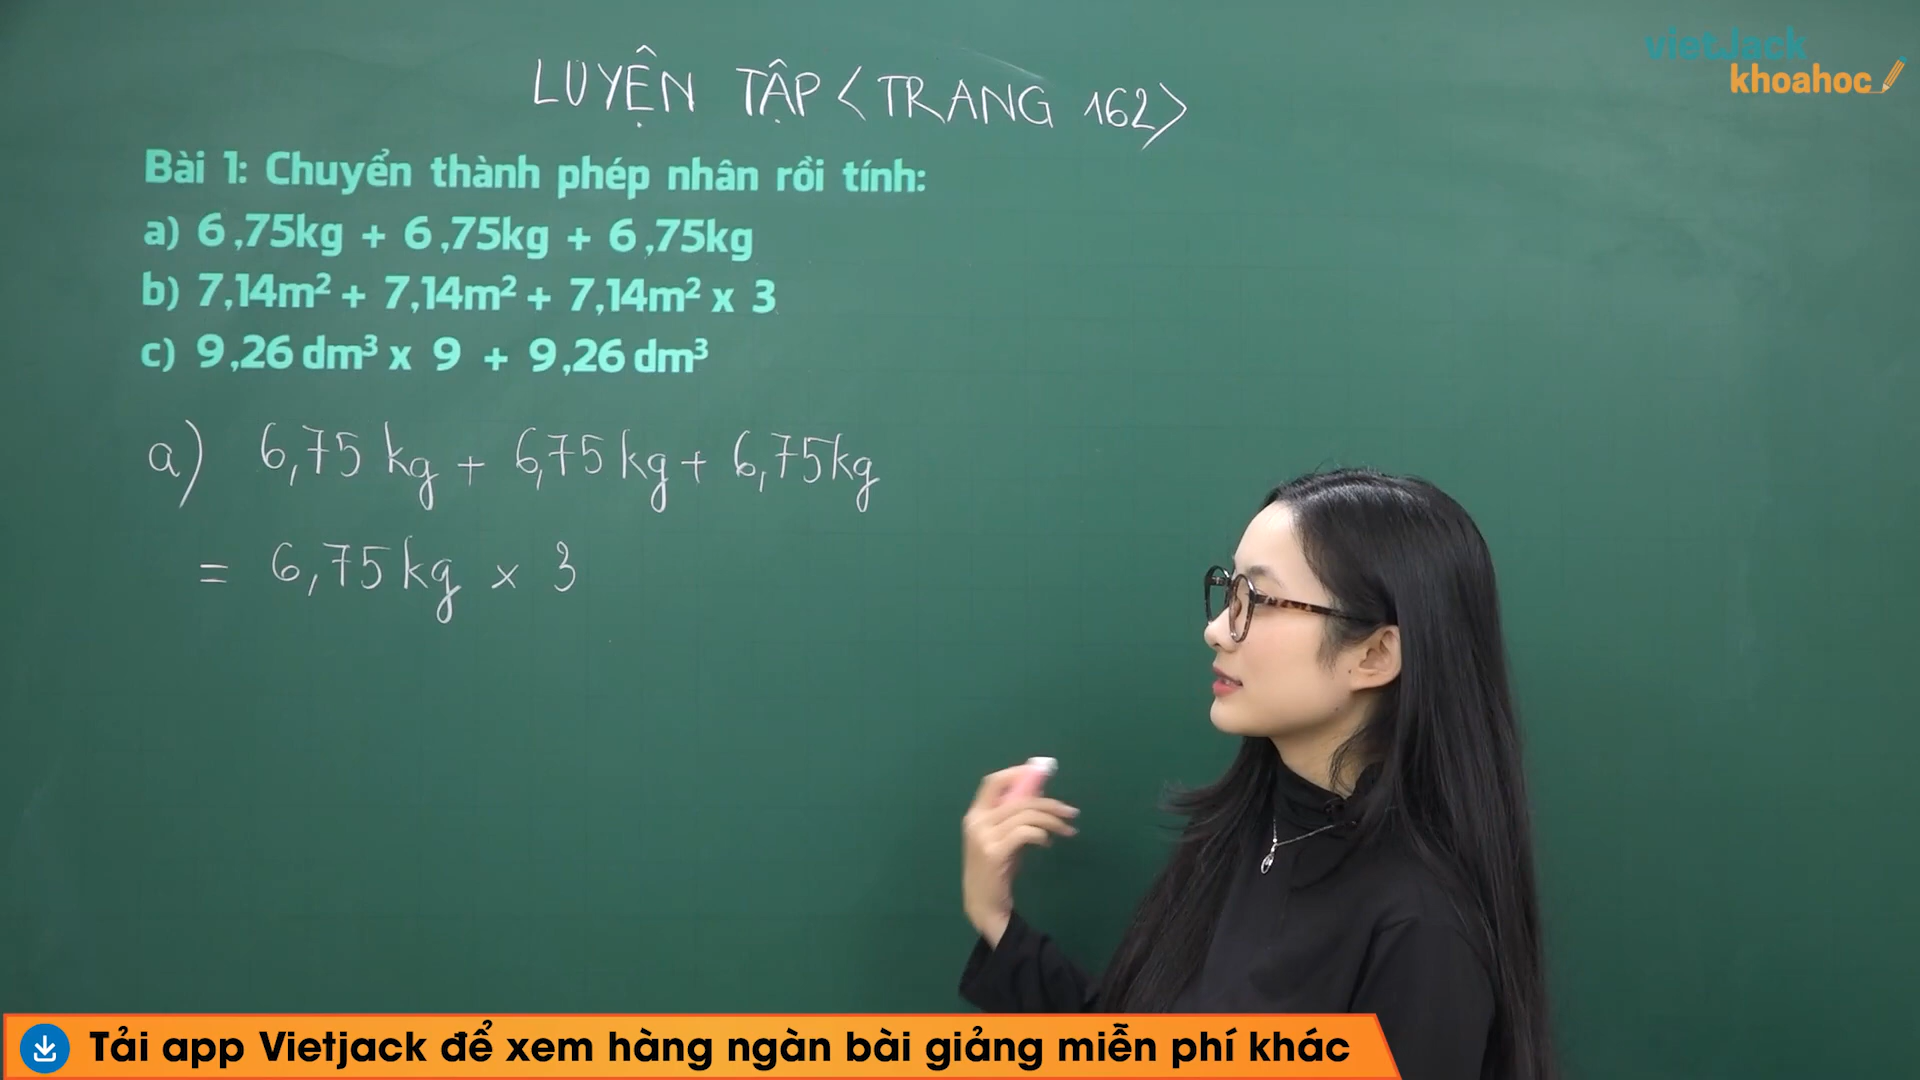 vietJack
khoahoc
LUYỆN TẬP <TRANG 162>
Bài 1: Chuyển thành phép nhân rồi tính:
a) 6,75kg + 6,75kg + 6,75kg
b) 7,14m² + 7,14m² + 7,14m² x 3
c) 9,26 dm³ x 9 + 9,26 dm³
a) 6,75 kg + 6,75 kg + 6,75kg
= 6,75 kg × 3
Tải app Vietjack để xem hàng ngàn bài giảng miễn phí khác